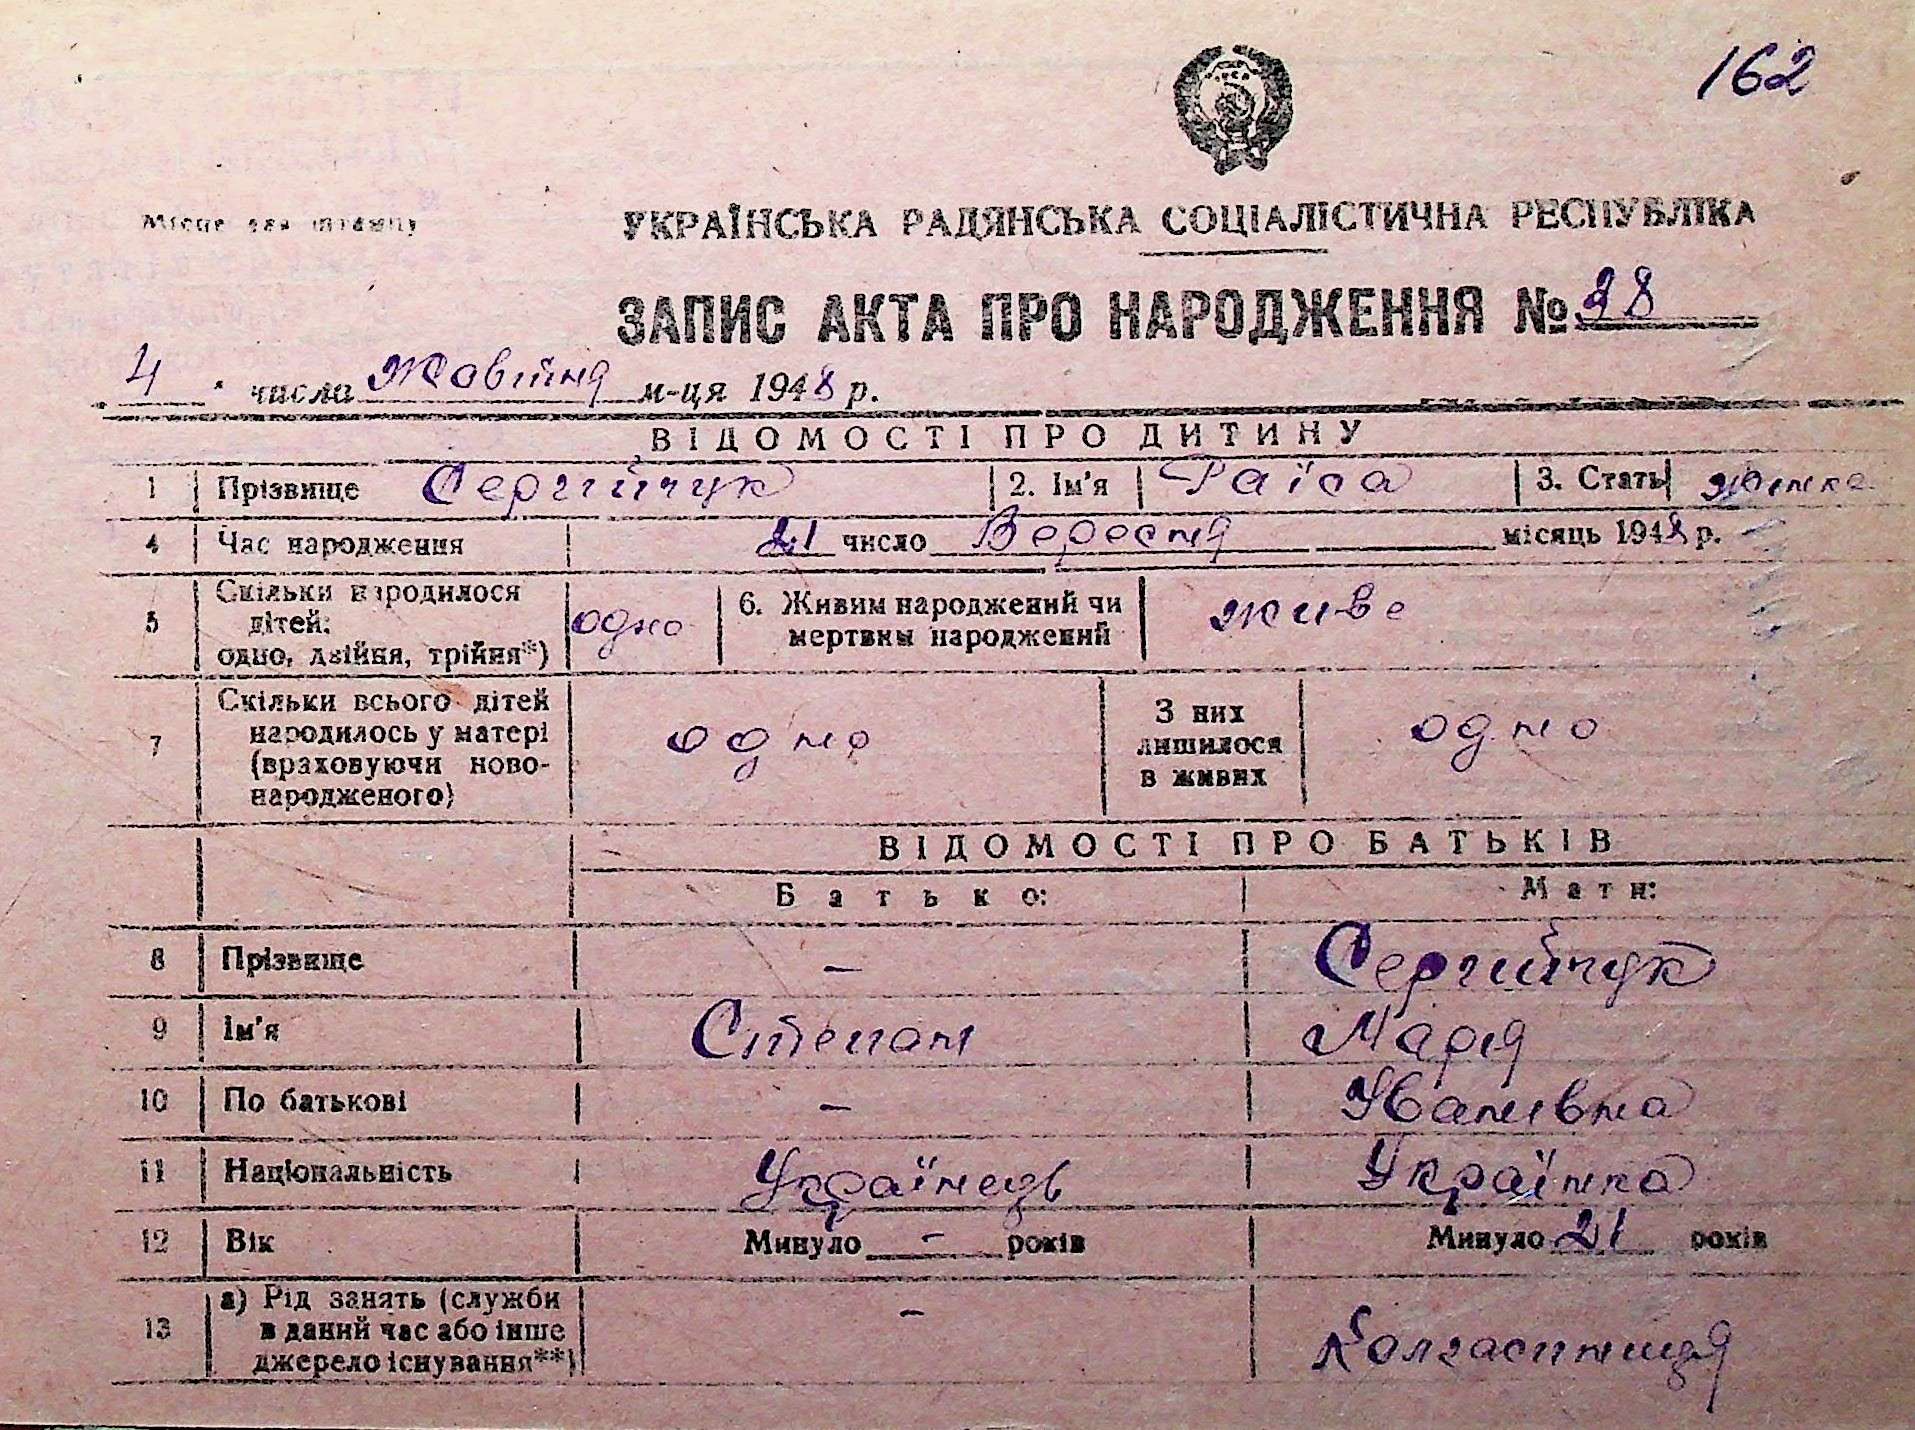 162
Місце для штампу
УКРАЇНСЬКА РАДЯНСЬКА СОЦІАЛІСТИЧНА РЕСПУБЛІКА
ЗАПИС АКТА ПРО НАРОДЖЕННЯ № 38
4 числа Жовтня м-ця 1948 р.
ВІДОМОСТІ ПРО ДИТИНУ
1 Прізвище Сергийчук 2. Ім'я Раїса 3. Стать жінка
4 Час народження 21 число Вересня місяць 1948 р.
5 Скільки народилося дітей: одно, двійня, трійня*) одно 6. Живим народжений чи мертвим народжений живе
7 Скільки всього дітей народилось у матері (враховуючи ново-народженого) одно З них лишилося в живих одно
ВІДОМОСТІ ПРО БАТЬКІВ
Батько: Мати:
8 Прізвище – Сергийчук
9 Ім'я Степан Марія
10 По батькові – Ивановна
11 Національність Українець Українка
12 Вік Минуло - років Минуло 21 років
13 а) Рід занять (служби в даний час або інше джерело існування**) – Колгоспниця